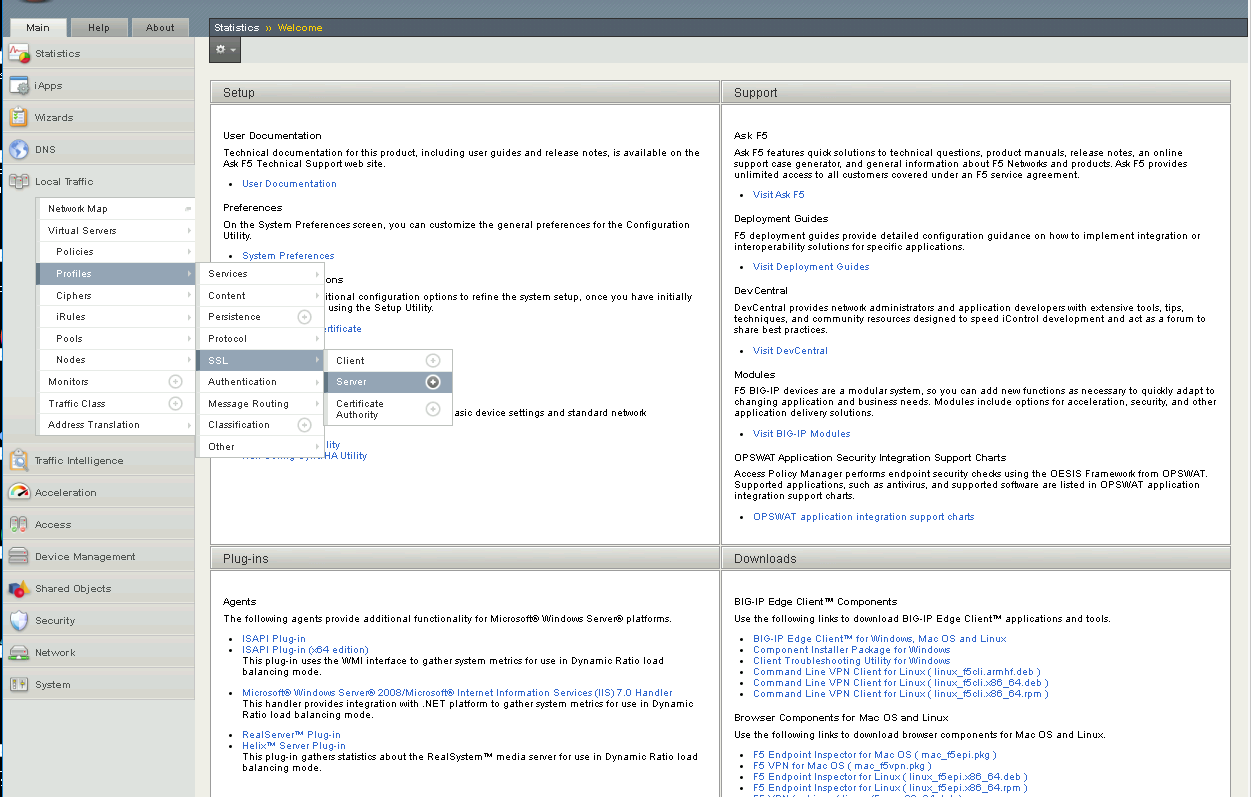 Main
Help
About
Statistics » Welcome
Statistics
iApps
Wizards
DNS
Local Traffic
Network Map
Virtual Servers
Policies
Profiles
Ciphers
iRules
Pools
Nodes
Monitors
Traffic Class
Address Translation
Services
Content
Persistence
Protocol
SSL
Authentication
Message Routing
Classification
Other
Client
Server
Certificate
Authority
Traffic Intelligence
Acceleration
Access
Device Management
Shared Objects
Security
Network
System
Setup
User Documentation
Technical documentation for this product, including user guides and release notes, is available on the
Ask F5 Technical Support web site.
User Documentation
Preferences
On the System Preferences screen, you can customize the general preferences for the Configuration
Utility.
System Preferences
ons
itional configuration options to refine the system setup, once you have initially
using the Setup Utility.
ertificate
asic device settings and standard network
lity
HA Utility
Support
Ask F5
Ask F5 features quick solutions to technical questions, product manuals, release notes, an online
support case generator, and general information about F5 Networks and products. Ask F5 provides
unlimited access to all customers covered under an F5 service agreement.
Visit Ask F5
Deployment Guides
F5 deployment guides provide detailed configuration guidance on how to implement integration or
interoperability solutions for specific applications.
Visit Deployment Guides
DevCentral
DevCentral provides network administrators and application developers with extensive tools, tips,
techniques, and community resources designed to speed iControl development and act as a forum to
share best practices.
Visit DevCentral
Modules
F5 BIG-IP devices are a modular system, so you can add new functions as necessary to quickly adapt to
changing application and business needs. Modules include options for acceleration, security, and other
application delivery solutions.
Visit BIG-IP Modules
OPSWAT Application Security Integration Support Charts
Access Policy Manager performs endpoint security checks using the OESIS Framework from OPSWAT.
Supported applications, such as antivirus, and supported software are listed in OPSWAT application
integration support charts.
OPSWAT application integration support charts
Plug-ins
Agents
The following agents provide additional functionality for Microsoft® Windows Server® platforms.
ISAPI Plug-in
ISAPI Plug-in (x64 edition)
This plug-in uses the WMI interface to gather system metrics for use in Dynamic Ratio load
balancing mode.
Microsoft® Windows Server® 2008/Microsoft® Internet Information Services (IIS) 7.0 Handler
This handler provides integration with .NET platform to gather system metrics for use in Dynamic
Ratio load balancing mode.
RealServer™ Plug-in
Helix™ Server Plug-in
This plug-in gathers statistics about the RealSystem™ media server for use in Dynamic Ratio load
balancing mode.
Downloads
BIG-IP Edge Client™ Components
Use the following links to download BIG-IP Edge Client™ applications and tools.
BIG-IP Edge Client™ for Windows, Mac OS and Linux
Component Installer Package for Windows
Client Troubleshooting Utility for Windows
Command Line VPN Client for Linux ( linux_f5cli.armhf.deb )
Command Line VPN Client for Linux ( linux_f5cli.x86_64.deb )
Command Line VPN Client for Linux ( linux_f5cli.x86_64.rpm )
Browser Components for Mac OS and Linux
Use the following links to download browser components for Mac OS and Linux.
F5 Endpoint Inspector for Mac OS ( mac_f5epi.pkg )
F5 VPN for Mac OS ( mac_f5vpn.pkg )
F5 Endpoint Inspector for Linux ( linux_f5epi.x86_64.deb )
F5 Endpoint Inspector for Linux ( linux_f5epi.x86_64.rpm )